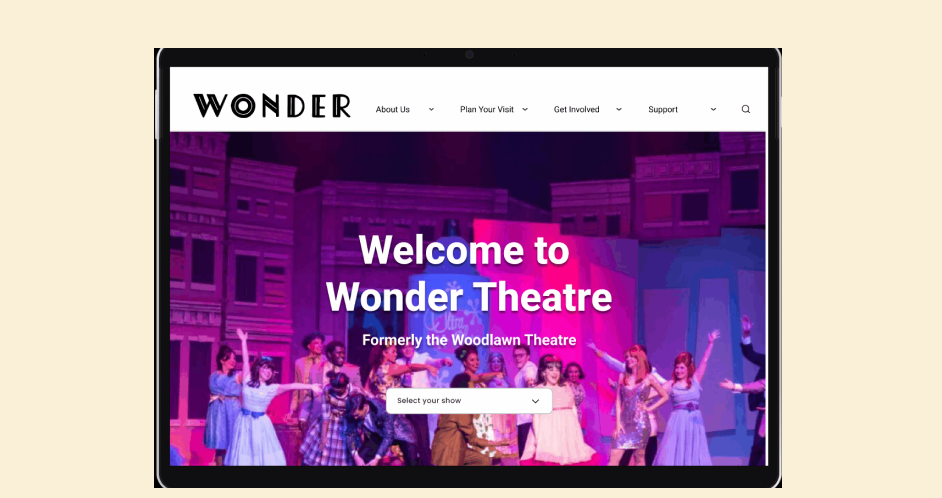 WONDER
About Us
Plan Your Visit
Get Involved
Support
Welcome to
Wonder Theatre
Formerly the Woodlawn Theatre
Select your show